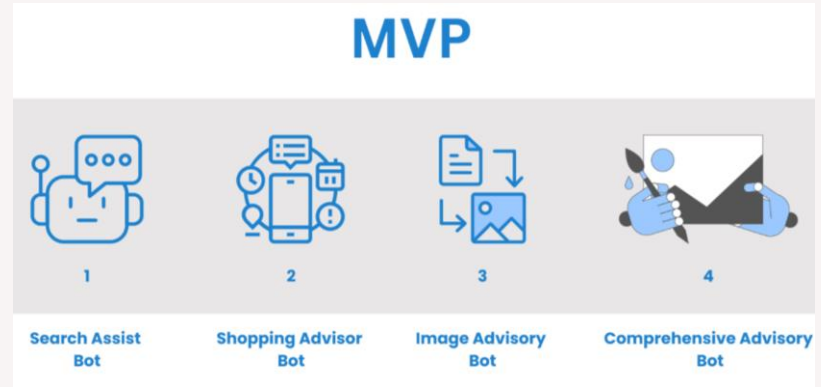 MVP
1
2
3
4
Search Assist
Bot
Shopping Advisor
Bot
Image Advisory
Bot
Comprehensive Advisory
Bot